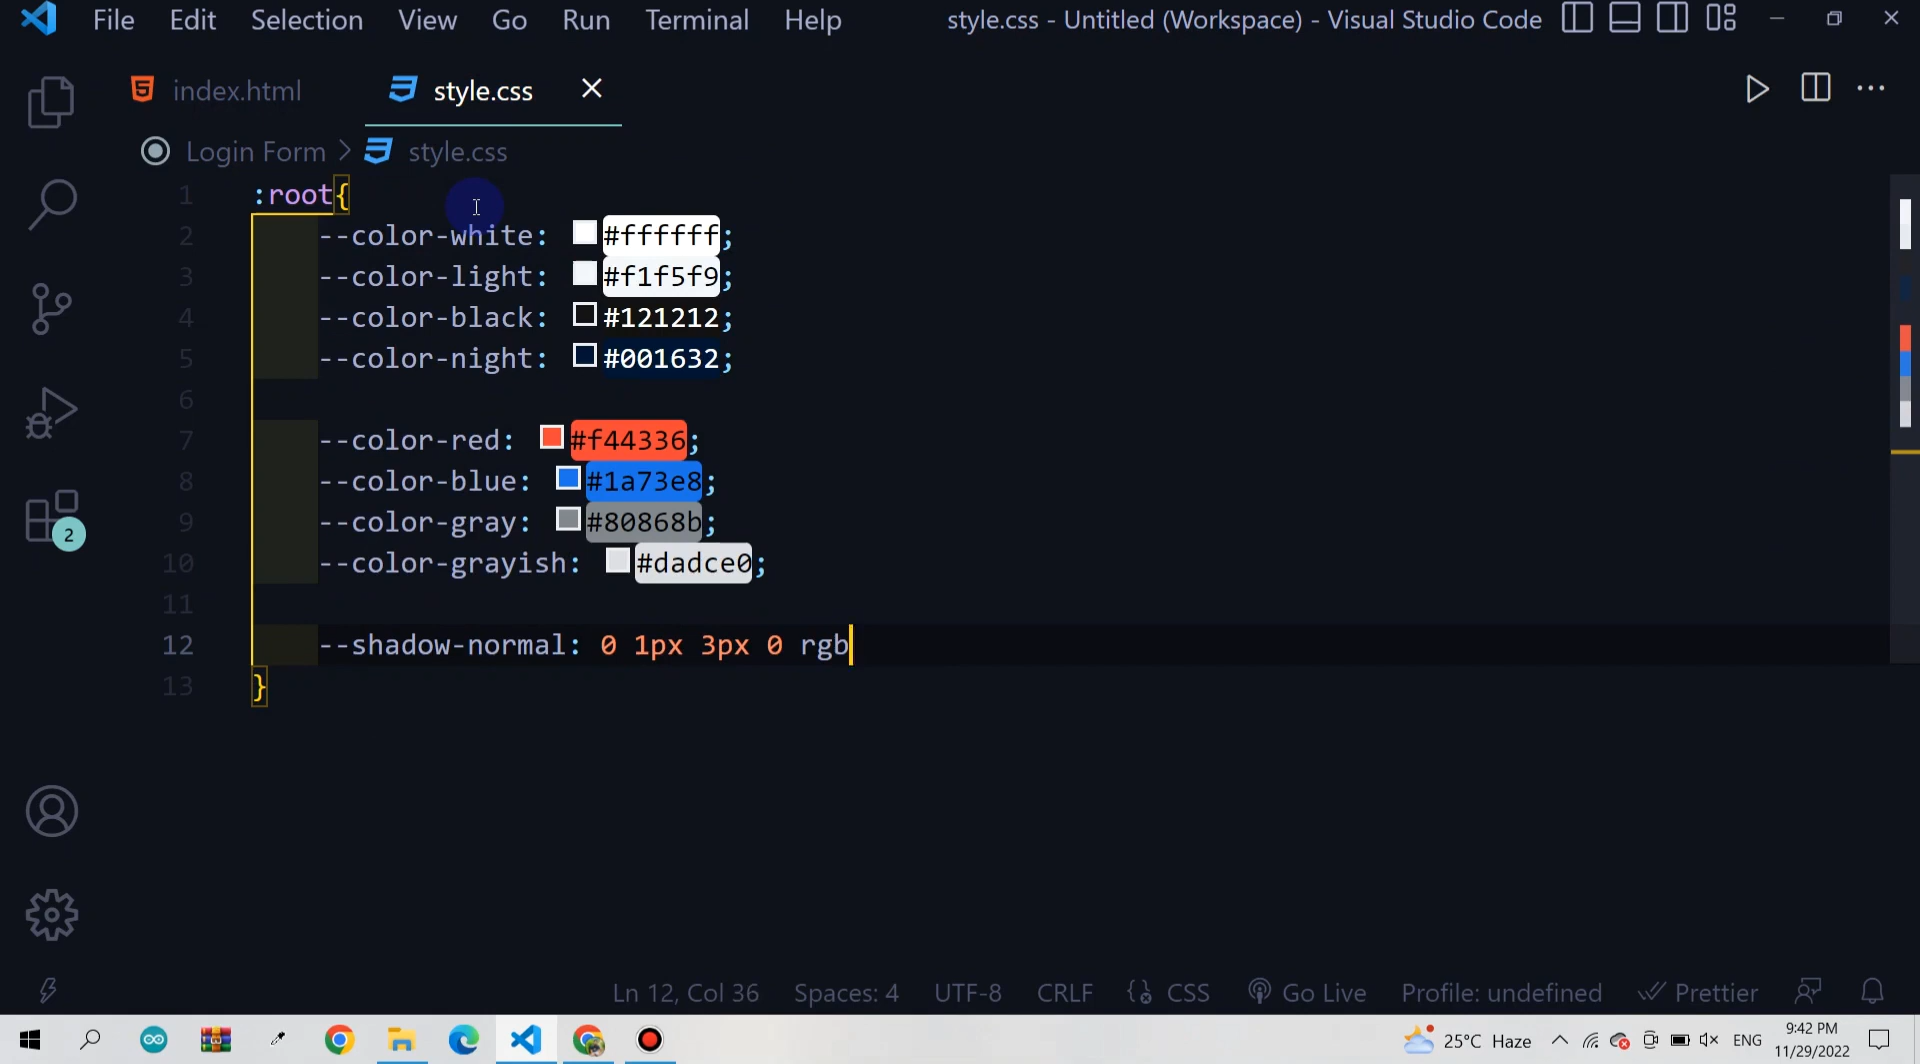 File Edit Selection View Go Run Terminal Help style.css - Untitled (Workspace) - Visual Studio Code
index.html style.css
Login Form > style.css
1 :root{
2 --color-white: #ffffff;
3 --color-light: #f1f5f9;
4 --color-black: #121212;
5 --color-night: #001632;
6
7 --color-red: #f44336;
8 --color-blue: #1a73e8;
9 --color-gray: #80868b;
10 --color-grayish: #dadce0;
11
12 --shadow-normal: 0 1px 3px 0 rgb
13 }
2
Ln 12, Col 36 Spaces: 4 UTF-8 CRLF CSS Go Live Profile: undefined Prettier
25°C Haze ENG 9:42 PM
11/29/2022